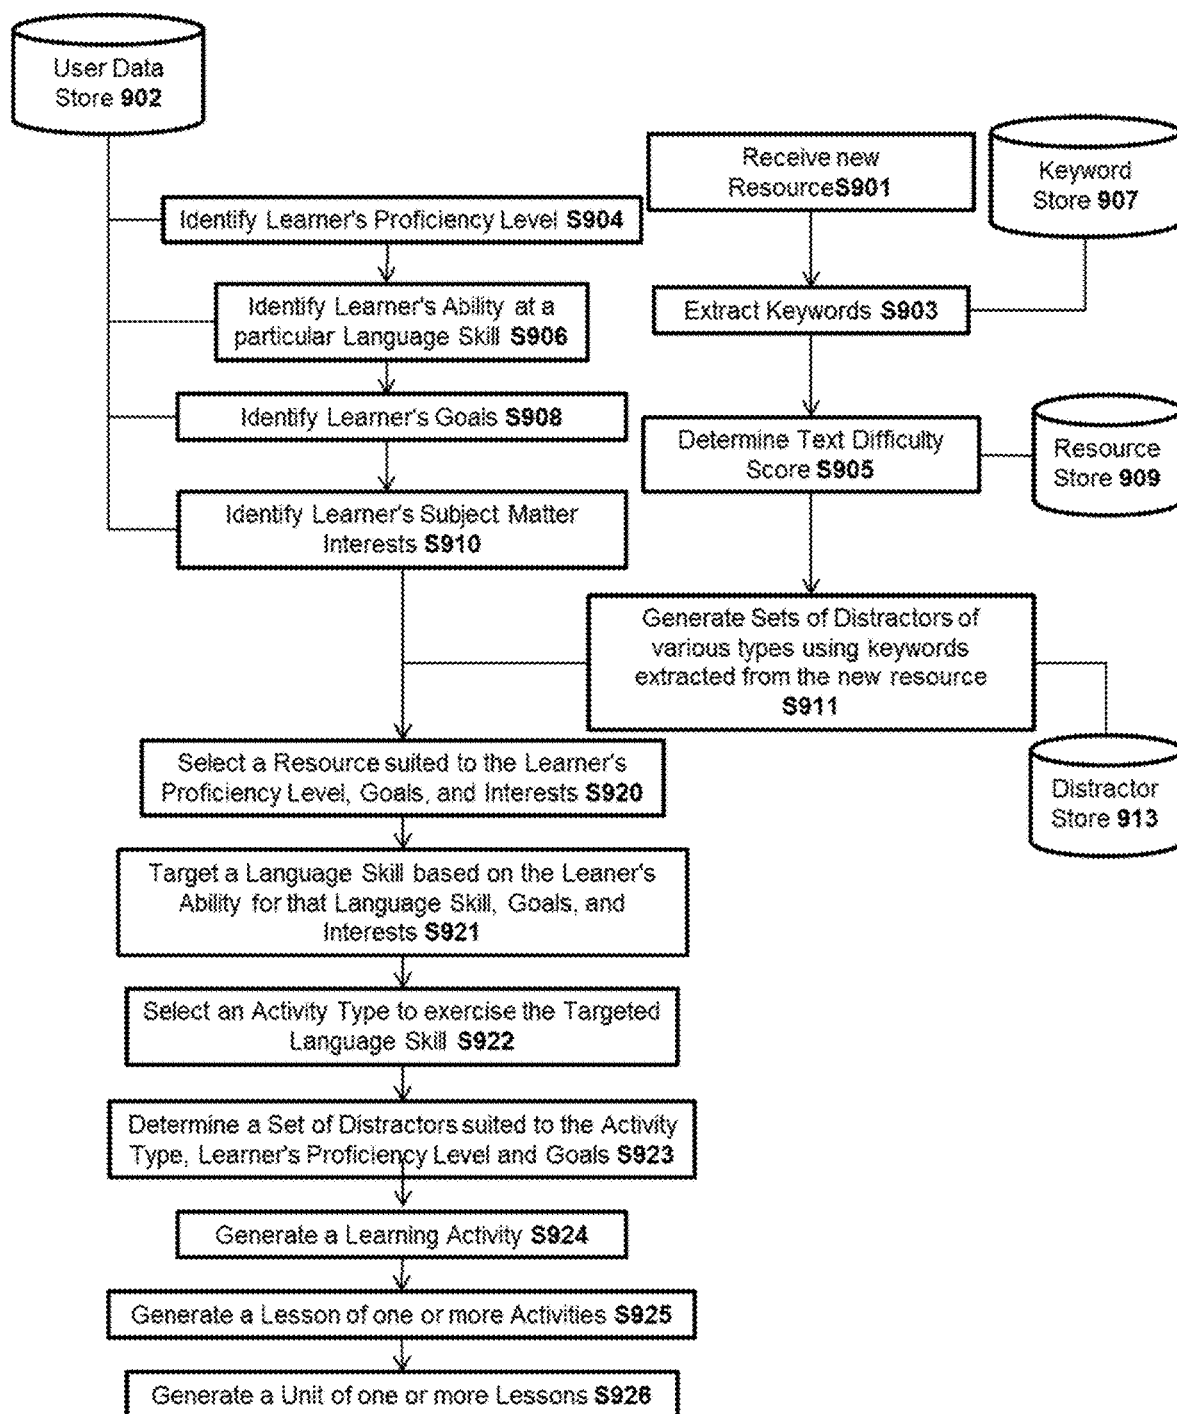 User Data
Store 902
Receive new
ResourceS901
Keyword
Store 907
Identify Learner's Proficiency Level S904
Identify Learner's Ability at a
particular Language Skill S906
Extract Keywords S903
Identify Learner's Goals S908
Determine Text Difficulty
Score S905
Resource
Store 909
Identify Learner's Subject Matter
Interests S910
Generate Sets of Distractors of
various types using keywords
extracted from the new resource
S911
Distractor
Store 913
Select a Resource suited to the Learner's
Proficiency Level, Goals, and Interests S920
Target a Language Skill based on the Leaner's
Ability for that Language Skill, Goals, and
Interests S921
Select an Activity Type to exercise the Targeted
Language Skill S922
Determine a Set of Distractors suited to the Activity
Type, Learner's Proficiency Level and Goals S923
Generate a Learning Activity S924
Generate a Lesson of one or more Activities S925
Generate a Unit of one or more Lessons S926